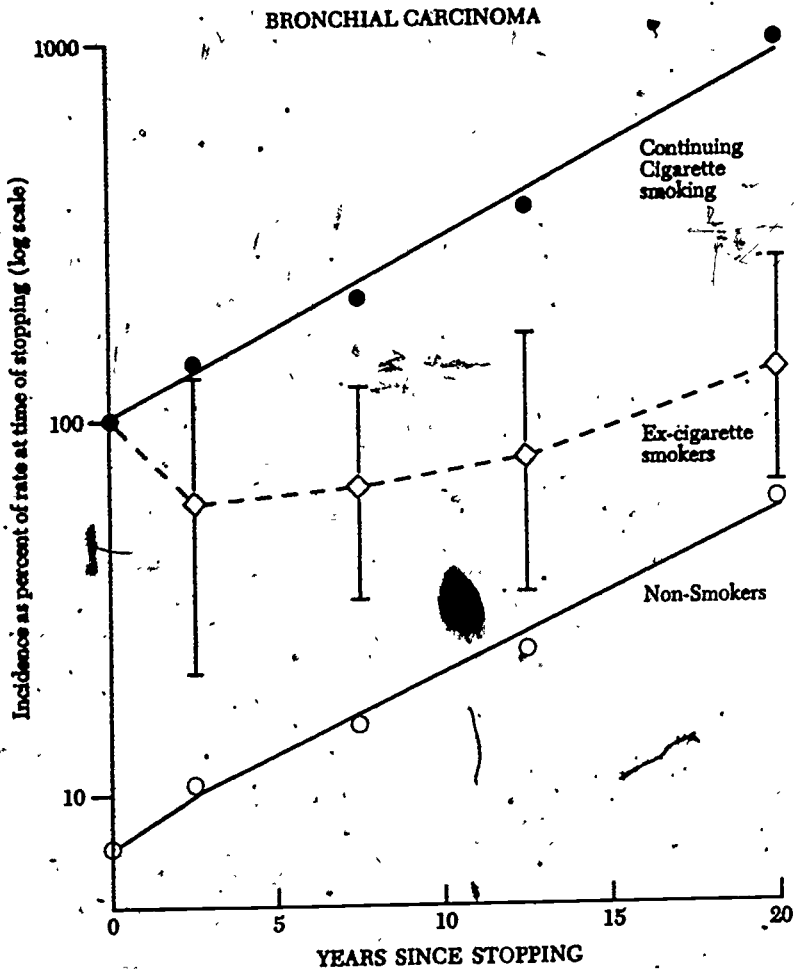 BRONCHIAL CARCINOMA
1000
100
10
Incidence as percent of rate at time of stopping (log scale)
Continuing
Cigarette
smoking
Ex-cigarette
smokers
Non-Smokers
0
5
10
15
20
YEARS SINCE STOPPING